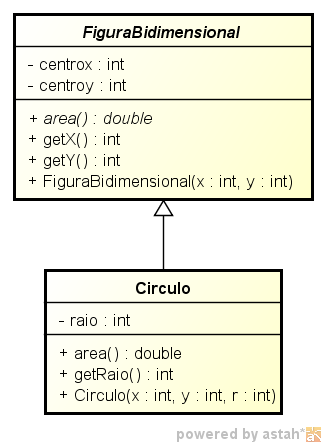 FiguraBidimensional
- centrox : int
- centroy : int
+ area() : double
+ getX() : int
+ getY() : int
+ FiguraBidimensional(x : int, y : int)
Circulo
- raio : int
+ area() : double
+ getRaio() : int
+ Circulo(x : int, y : int, r : int)
powered by astah*